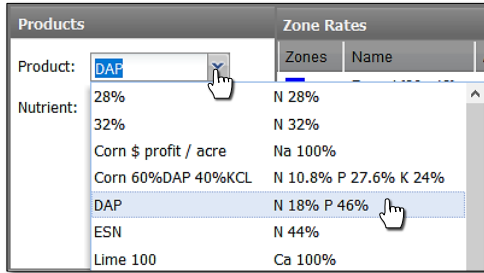 Products
Zone Rates
Zones Name
Product: DAP
Nutrient:
28% N 28%
32% N 32%
Corn $ profit / acre Na 100%
Corn 60%DAP 40%KCL N 10.8% P 27.6% K 24%
DAP N 18% P 46%
ESN N 44%
Lime 100 Ca 100%